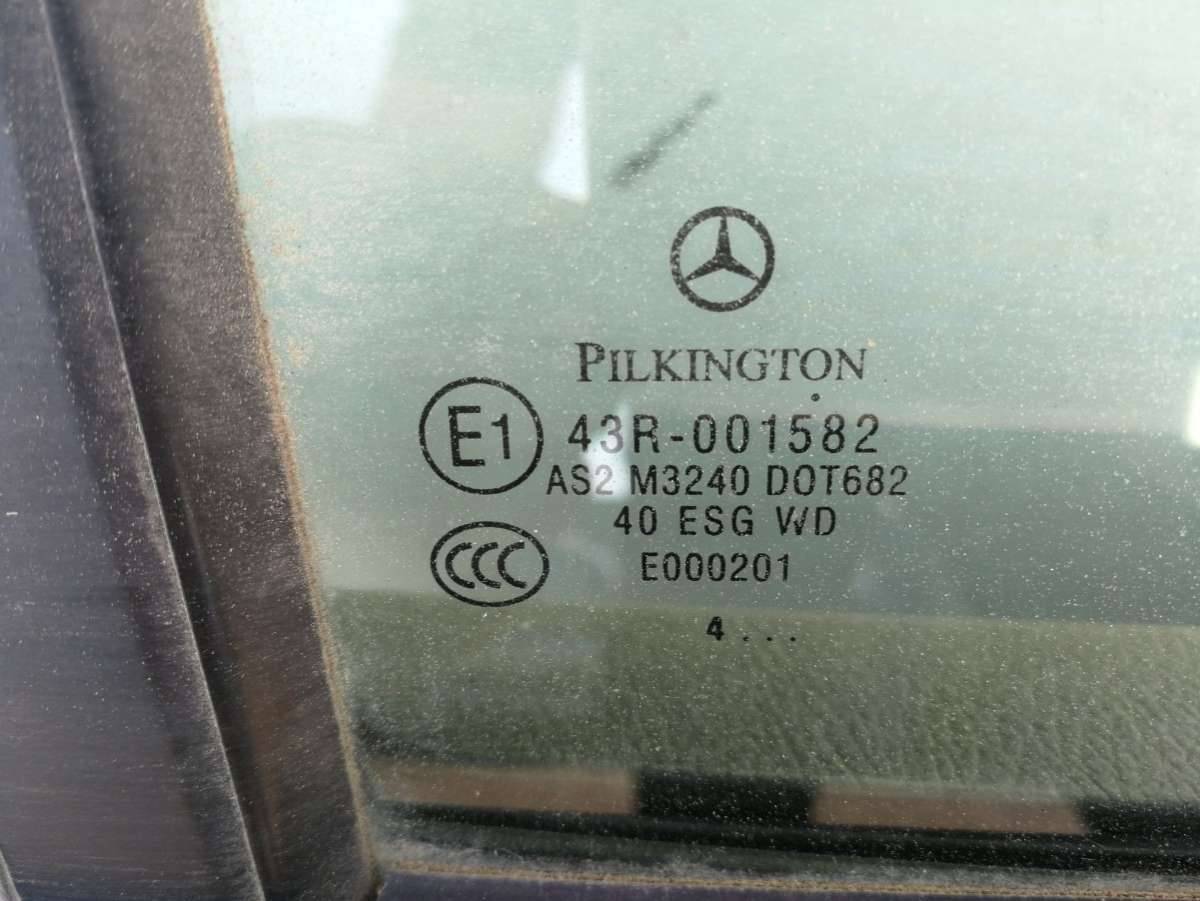 PILKINGTON
E1 43R-001582
AS2 M3240 DOT682
40 ESG WD
CCC E000201
4 . . .